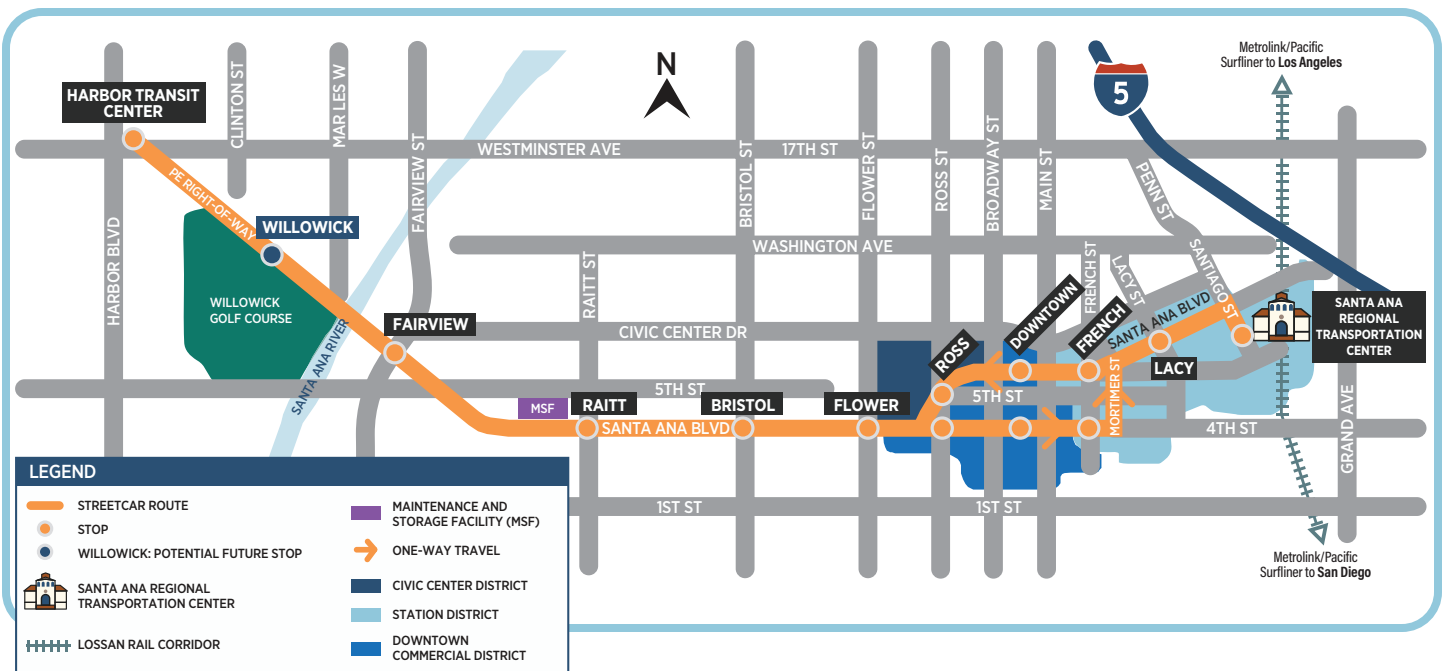 Metrolink/Pacific
Surfliner to Los Angeles
N
5
HARBOR TRANSIT
CENTER
CLINTON ST
MAR LES W
FAIRVIEW ST
WESTMINSTER AVE
17TH ST
BRISTOL ST
FLOWER ST
ROSS ST
BROADWAY ST
MAIN ST
PENN ST
PE RIGHT-OF-WAY
WILLOWICK
HARBOR BLVD
WASHINGTON AVE
RAITT ST
FRENCH ST
LACY ST
SANTIAGO ST
WILLOWICK
GOLF COURSE
SANTA ANA RIVER
FAIRVIEW
CIVIC CENTER DR
ROSS
DOWNTOWN
FRENCH
SANTA ANA BLVD
SANTA ANA
REGIONAL
TRANSPORTATION
CENTER
LACY
5TH ST
5TH ST
MORTIMER ST
MSF
RAITT
BRISTOL
FLOWER
SANTA ANA BLVD
4TH ST
GRAND AVE
1ST ST
1ST ST
Metrolink/Pacific
Surfliner to San Diego
LEGEND
STREETCAR ROUTE
STOP
WILLOWICK: POTENTIAL FUTURE STOP
SANTA ANA REGIONAL
TRANSPORTATION CENTER
LOSSAN RAIL CORRIDOR
MAINTENANCE AND
STORAGE FACILITY (MSF)
ONE-WAY TRAVEL
CIVIC CENTER DISTRICT
STATION DISTRICT
DOWNTOWN
COMMERCIAL DISTRICT